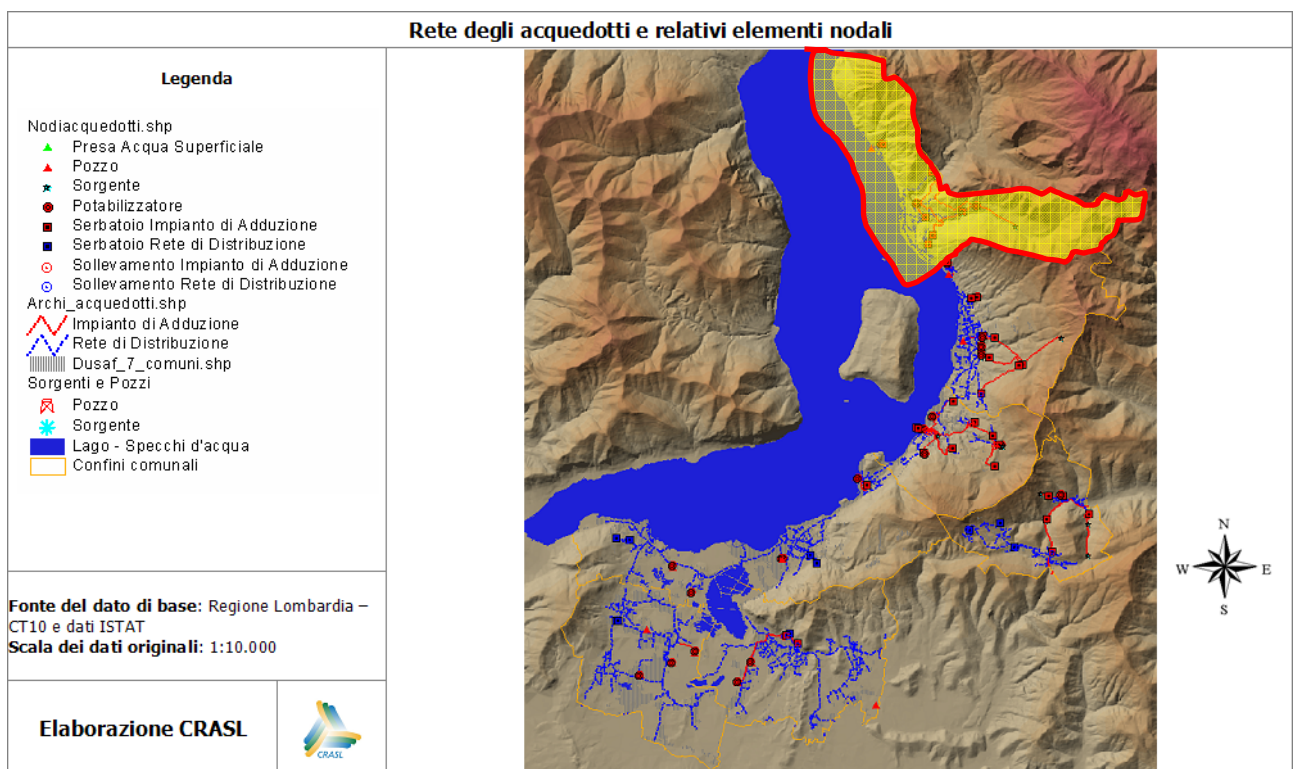 Rete degli acquedotti e relativi elementi nodali
Legenda
Nodiacquedotti.shp
Presa Acqua Superficiale
Pozzo
Sorgente
Potabilizzatore
Serbatoio Impianto di Adduzione
Serbatoio Rete di Distribuzione
Sollevamento Impianto di Adduzione
Sollevamento Rete di Distribuzione
Archi_acquedotti.shp
Impianto di Adduzione
Rete di Distribuzione
Dusaf_7_comuni.shp
Sorgenti e Pozzi
Pozzo
Sorgente
Lago - Specchi d'acqua
Confini comunali
Fonte del dato di base: Regione Lombardia –
CT10 e dati ISTAT
Scala dei dati originali: 1:10.000
Elaborazione CRASL
CRASL
N
W
E
S